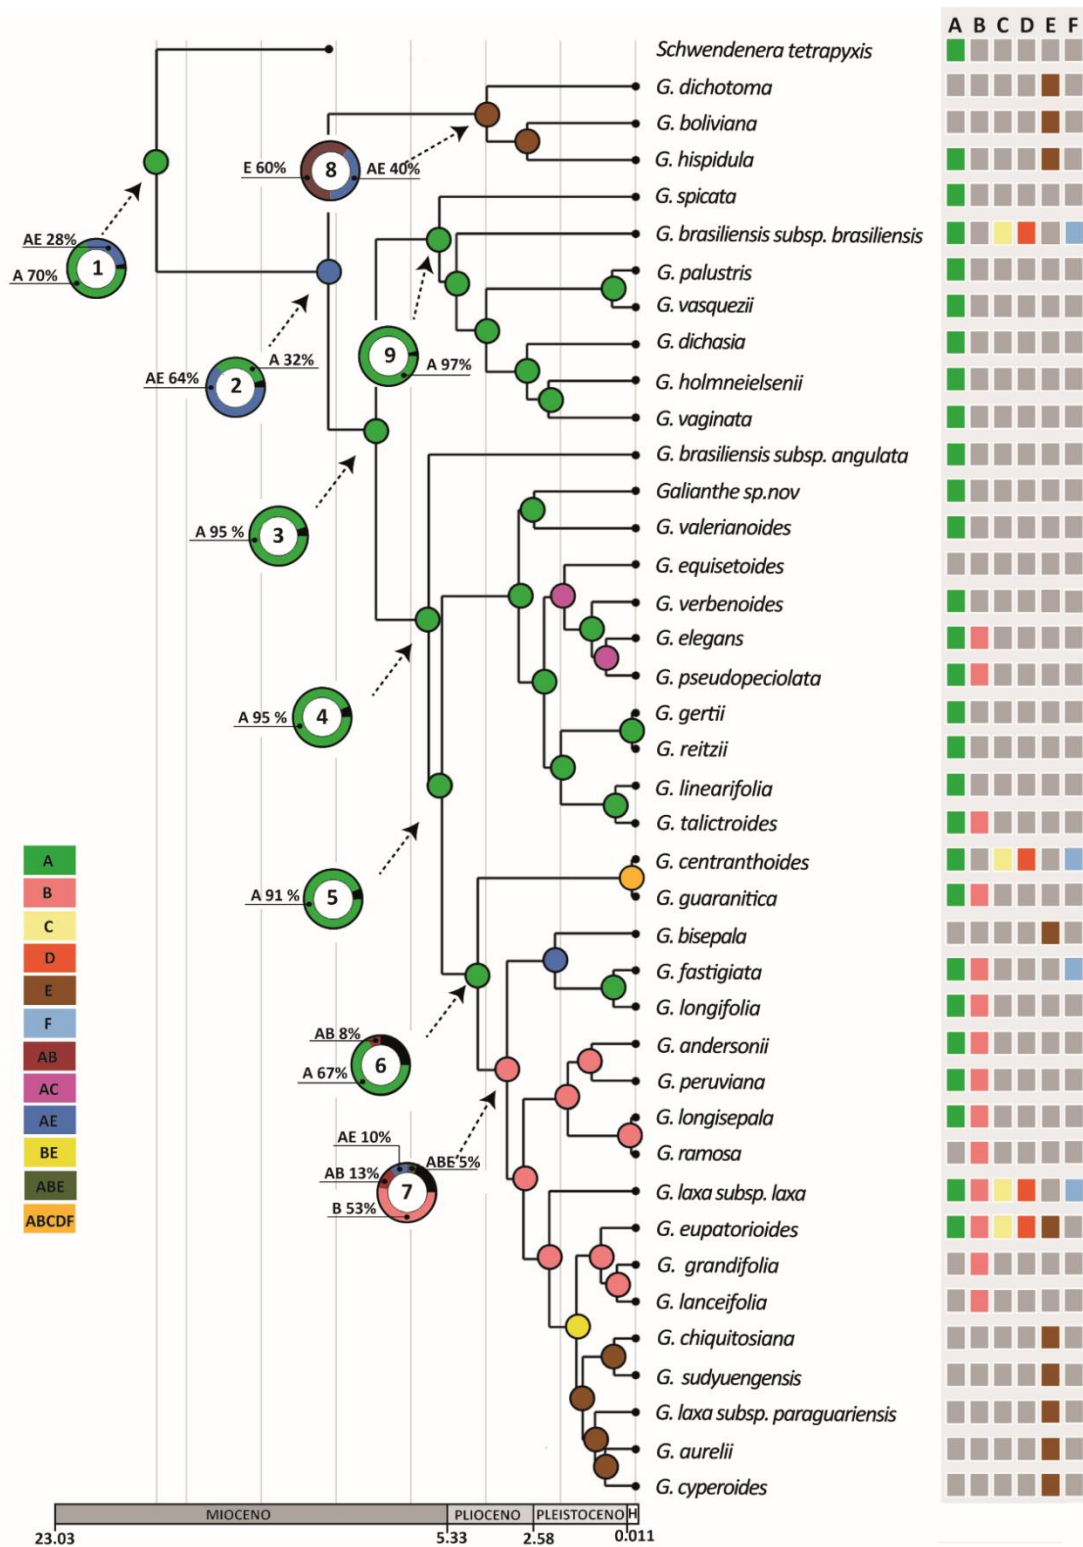 A B C D E F
Schwendenera tetrapyxis
G. dichotoma
G. boliviana
G. hispidula
G. spicata
G. brasiliensis subsp. brasiliensis
G. palustris
G. vasquezii
G. dichasia
G. holmneielsenii
G. vaginata
G. brasiliensis subsp. angulata
Galianthe sp.nov
G. valerianoides
G. equisetoides
G. verbenoides
G. elegans
G. pseudopeciolata
G. gertii
G. reitzii
G. linearifolia
G. talictroides
G. centranthoides
G. guaranitica
G. bisepala
G. fastigiata
G. longifolia
G. andersonii
G. peruviana
G. longisepala
G. ramosa
G. laxa subsp. laxa
G. eupatorioides
G. grandifolia
G. lanceifolia
G. chiquitosiana
G. sudyuengensis
G. laxa subsp. paraguariensis
G. aurelii
G. cyperoides
E 60%
8
AE 40%
AE 28%
1
A 70%
A 32%
AE 64%
2
9
A 97%
A 95 %
3
A 95 %
4
A 91 %
5
AB 8%
A 67%
6
AE 10%
ABE 5%
AB 13%
7
B 53%
A
B
C
D
E
F
AB
AC
AE
BE
ABE
ABCDF
MIOCENO PLIOCENO PLEISTOCENO H
23.03 5.33 2.58 0.011